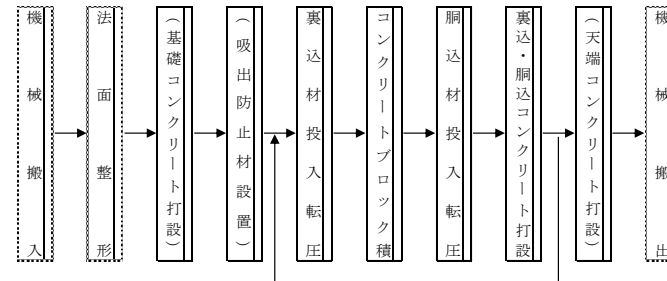 機械搬入
法面整形
（基礎コンクリート打設）
（吸出防止材設置）
裏込材投入転圧
コンクリートブロック積
胴込材投入転圧
裏込・胴込コンクリート打設
（天端コンクリート打設）
機械搬出